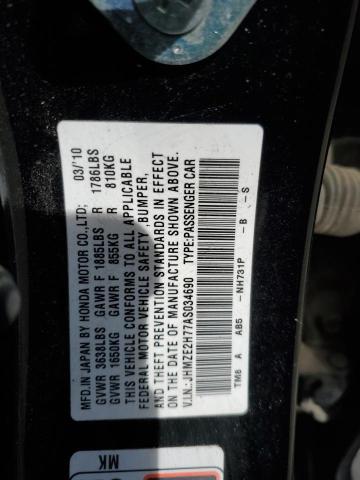 MFD.IN JAPAN BY HONDA MOTOR CO.,LTD; 03/'10
GVWR 3638LBS GAWR F 1885LBS R 1786LBS
GVWR 1650KG GAWR F 855KG R 810KG
THIS VEHICLE CONFORMS TO ALL APPLICABLE
FEDERAL MOTOR VEHICLE SAFETY, BUMPER,
AND THEFT PREVENTION STANDARDS IN EFFECT
ON THE DATE OF MANUFACTURE SHOWN ABOVE.
V.I.N.:JHMZE2H77AS034690 TYPE:PASSENGER CAR
TM8 A AB5 -NH731P -B -S
MK